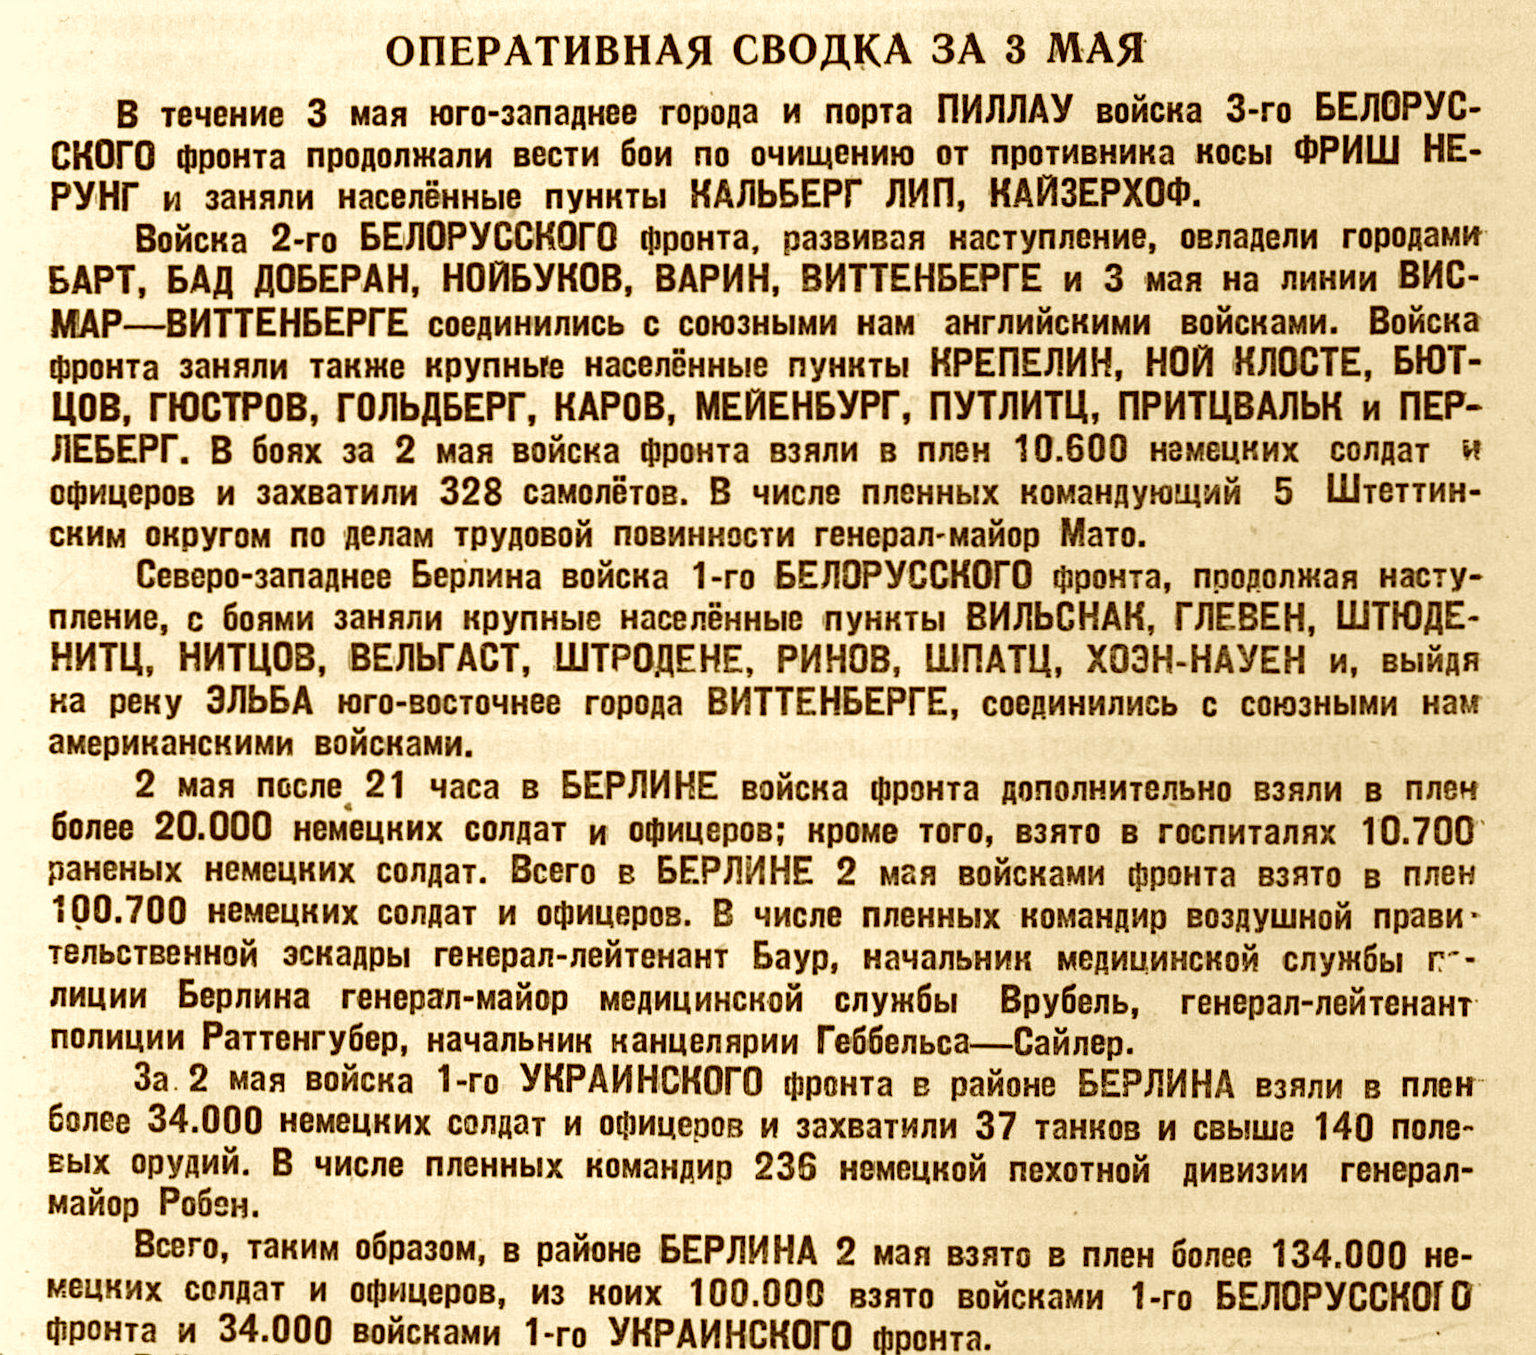 ОПЕРАТИВНАЯ СВОДКА ЗА 3 МАЯ
В течение 3 мая юго-западнее города и порта ПИЛЛАУ войска 3-го БЕЛОРУС-
СКОГО фронта продолжали вести бои по очищению от противника косы ФРИШ НЕ-
РУНГ и заняли населённые пункты КАЛЬБЕРГ ЛИП, КАЙЗЕРХОФ.
Войска 2-го БЕЛОРУССКОГО фронта, развивая наступление, овладели городами
БАРТ, БАД ДОБЕРАН, НОЙБУКОВ, ВАРИН, ВИТТЕНБЕРГЕ и 3 мая на линии ВИС-
МАР—ВИТТЕНБЕРГЕ соединились с союзными нам английскими войсками. Войска
фронта заняли также крупные населённые пункты КРЕПЕЛИН, НОЙ КЛОСТЕ, БЮТ-
ЦОВ, ГЮСТРОВ, ГОЛЬДБЕРГ, КАРОВ, МЕЙЕНБУРГ, ПУТЛИТЦ, ПРИТЦВАЛЬК и ПЕР-
ЛЕБЕРГ. В боях за 2 мая войска фронта взяли в плен 10.600 немецких солдат и
офицеров и захватили 328 самолётов. В числе пленных командующий 5 Штеттин-
ским округом по делам трудовой повинности генерал-майор Мато.
Северо-западнее Берлина войска 1-го БЕЛОРУССКОГО фронта, продолжая насту-
пление, с боями заняли крупные населённые пункты ВИЛЬСНАК, ГЛЕВЕН, ШТЮДЕ-
НИТЦ, НИТЦОВ, ВЕЛЬГАСТ, ШТРОДЕНЕ, РИНОВ, ШПАТЦ, ХОЭН-НАУЕН и, выйдя
на реку ЭЛЬБА юго-восточнее города ВИТТЕНБЕРГЕ, соединились с союзными нам
американскими войсками.
2 мая после 21 часа в БЕРЛИНЕ войска фронта дополнительно взяли в плен
более 20.000 немецких солдат и офицеров; кроме того, взято в госпиталях 10.700
раненых немецких солдат. Всего в БЕРЛИНЕ 2 мая войсками фронта взято в плен
100.700 немецких солдат и офицеров. В числе пленных командир воздушной прави-
тельственной эскадры генерал-лейтенант Баур, начальник медицинской службы
лиции Берлина генерал-майор медицинской службы Врубель, генерал-лейтенант
полиции Раттенгубер, начальник канцелярии Геббельса—Сайлер.
За 2 мая войска 1-го УКРАИНСКОГО фронта в районе БЕРЛИНА взяли в плен
более 34.000 немецких солдат и офицеров и захватили 37 танков и свыше 140 поле-
вых орудий. В числе пленных командир 236 немецкой пехотной дивизии генерал-
майор Робен.
Всего, таким образом, в районе БЕРЛИНА 2 мая взято в плен более 134.000 не-
мецких солдат и офицеров, из коих 100.000 взято войсками 1-го БЕЛОРУССКОГО
фронта и 34.000 войсками 1-го УКРАИНСКОГО фронта.